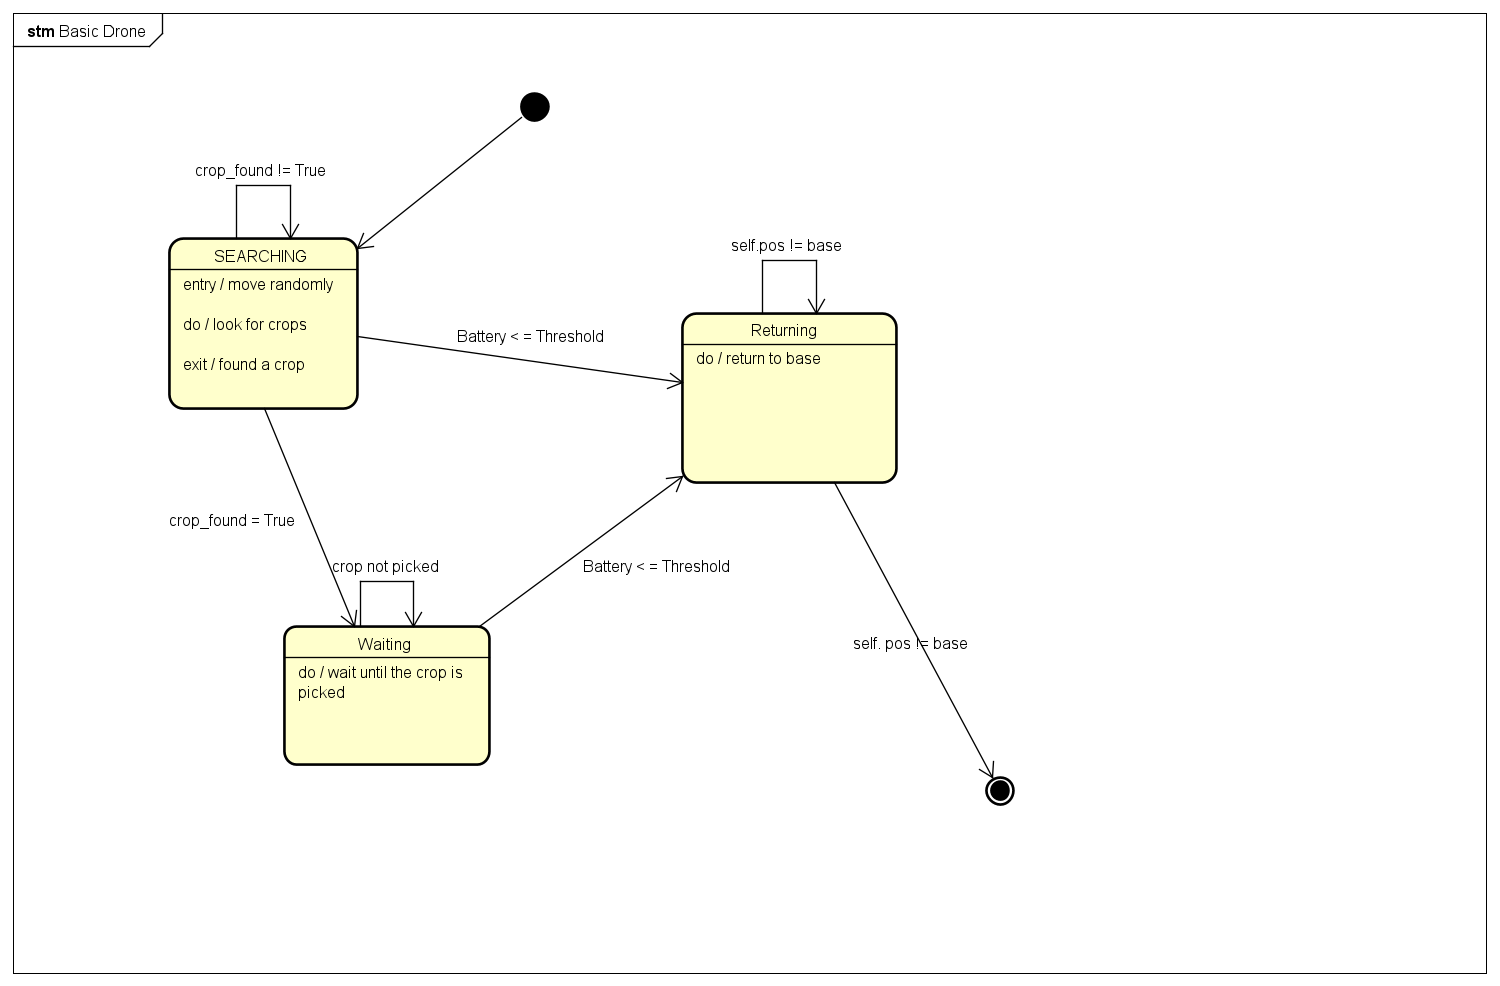 stm Basic Drone
crop_found != True
SEARCHING
entry / move randomly
do / look for crops
exit / found a crop
self.pos != base
Returning
do / return to base
Battery < = Threshold
crop_found = True
crop not picked
Battery < = Threshold
Waiting
do / wait until the crop is
picked
self. pos != base